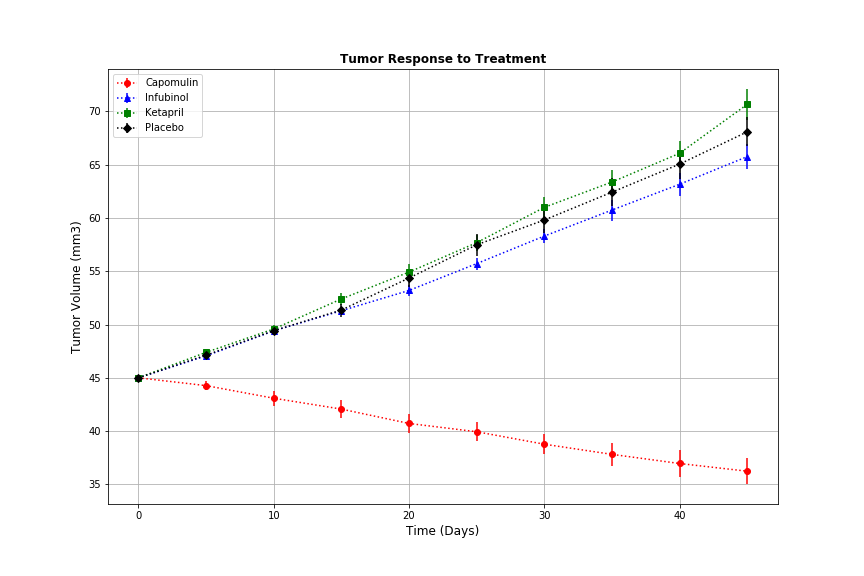 Tumor Response to Treatment
Capomulin
Infubinol
Ketapril
Placebo
Tumor Volume (mm3)
70
65
60
55
50
45
40
35
0
10
20
30
40
Time (Days)